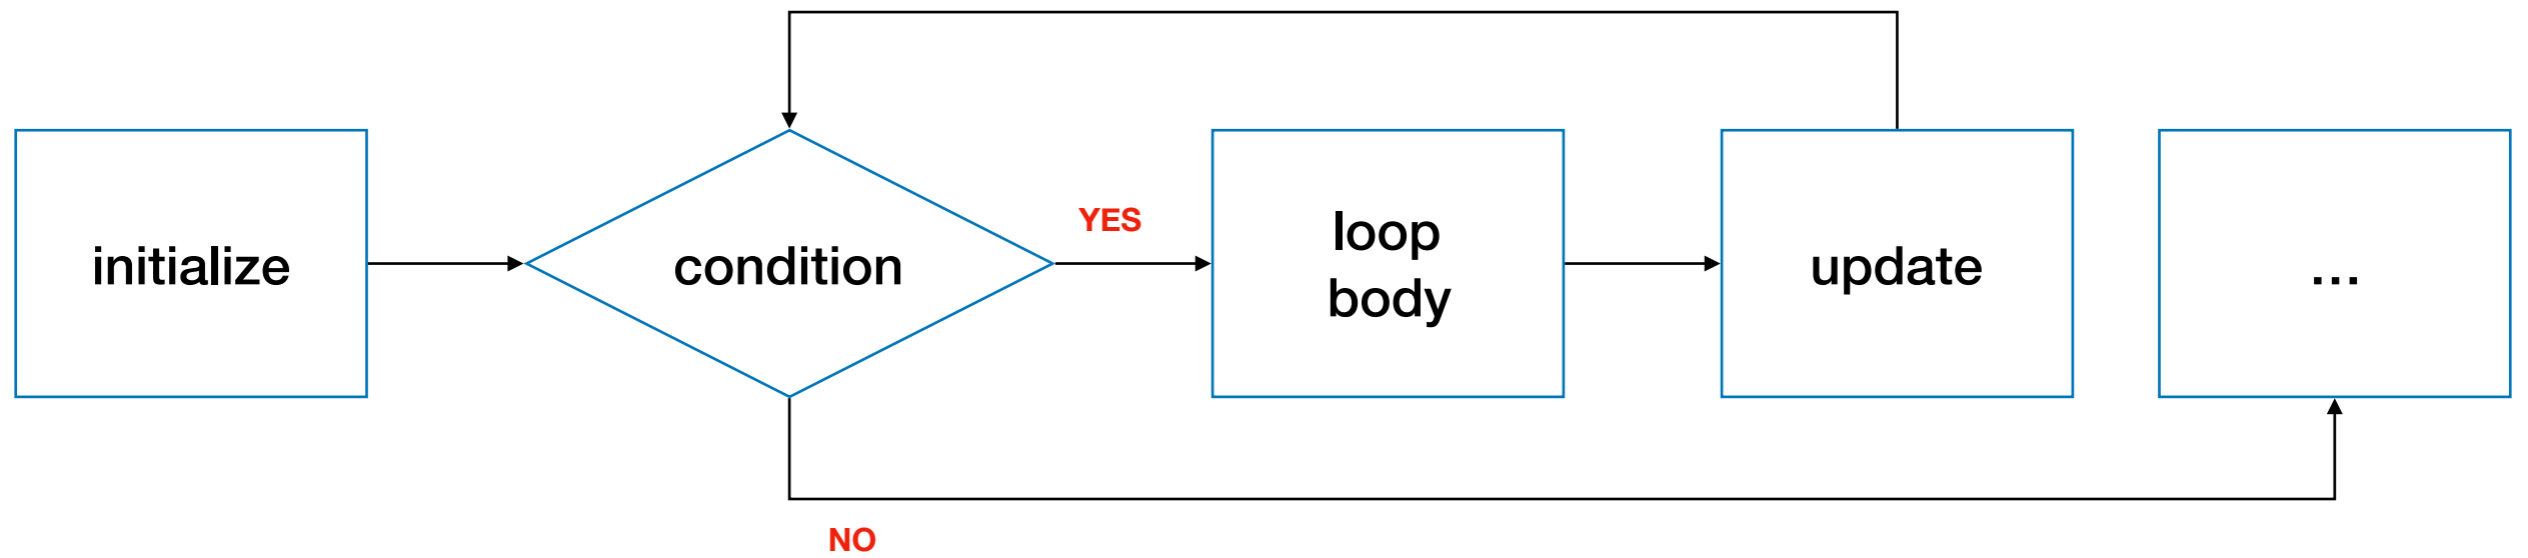 initialize
condition
YES
loop
body
update
...
NO